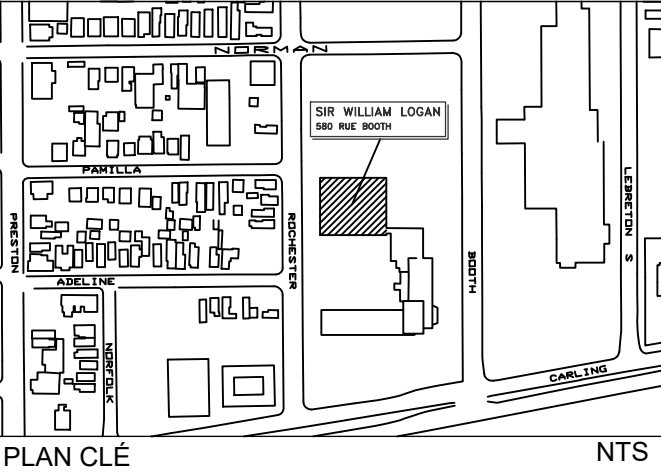 NORMAN
SIR WILLIAM LOGAN
580 RUE BOOTH
PAMILLA
PRESTON
ROCHESTER
LEBRETON S
BOOTH
ADELINE
NORFOLK
CARLING
PLAN CLÉ
NTS